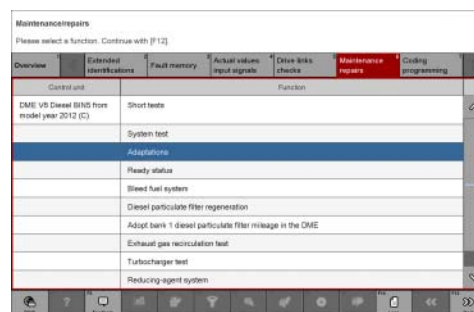 Maintenance/repairs
Please select a function. Continue with [F12].
Overview
Extended identifications
Fault memory
Actual values input signals
Drive links checks
Maintenance repairs
Coding programming
Control unit
Function
DME V6 Diesel BIN5 from model year 2012 (C)
Short tests
System test
Adaptations
Ready status
Bleed fuel system
Diesel particulate filter regeneration
Adopt bank 1 diesel particulate filter mileage in the DME
Exhaust gas recirculation test
Turbocharger test
Reducing-agent system